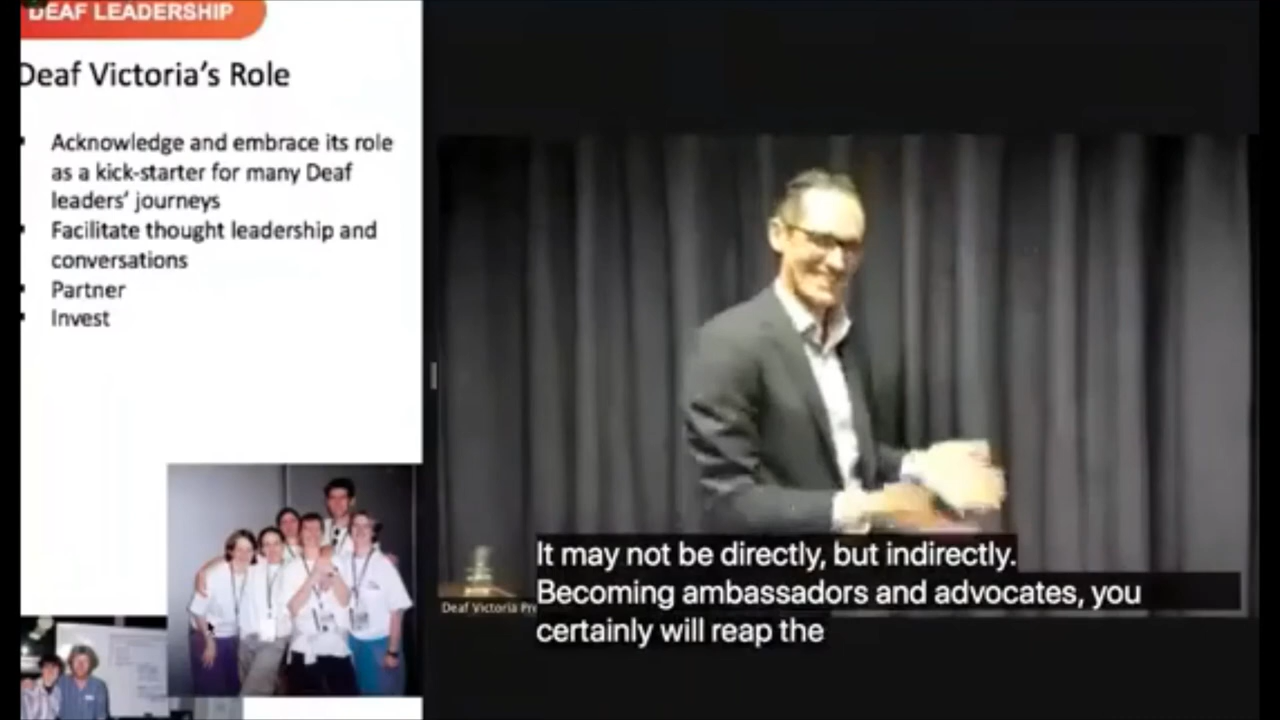 DEAF LEADERSHIP
Deaf Victoria's Role
Acknowledge and embrace its role
as a kick-starter for many Deaf
leaders' journeys
Facilitate thought leadership and
conversations
Partner
Invest
It may not be directly, but indirectly.
Becoming ambassadors and advocates, you
certainly will reap the
Deaf Victoria